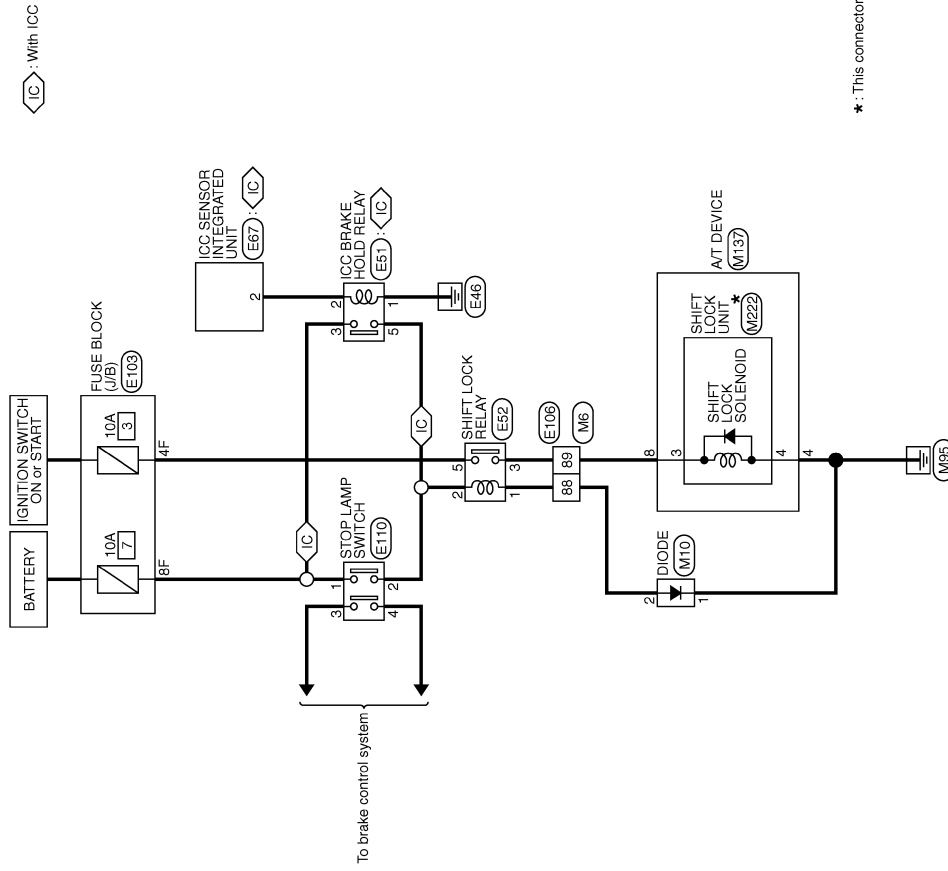 IC : With ICC
IGNITION SWITCH
ON or START
BATTERY
FUSE BLOCK
(J/B)
E103
10A
3
10A
7
4F
8F
ICC SENSOR
INTEGRATED
UNIT
E67 : IC
2
ICC BRAKE
HOLD RELAY
E51 : IC
2
3
1
5
E46
IC
IC
STOP LAMP
SWITCH
E110
1
3
2
4
To brake control system
SHIFT LOCK
RELAY
E52
5
2
3
1
E106
M6
89
88
A/T DEVICE
M137
SHIFT
LOCK
UNIT *
M222
SHIFT
LOCK
SOLENOID
8
3
4
4
DIODE
M10
2
1
M95
* : This connector